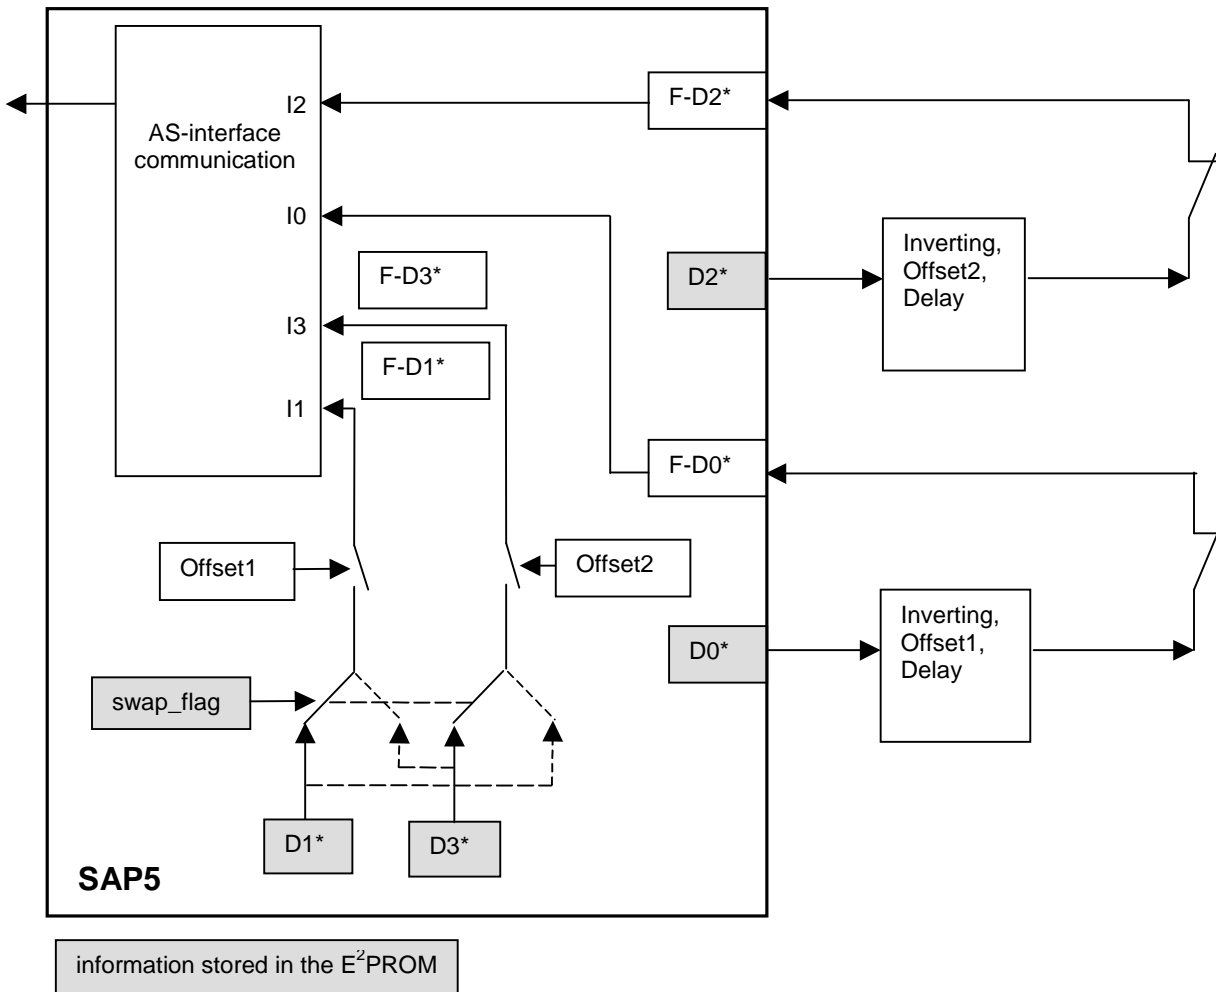 F-D2*
I2
AS-interface
communication
I0
Inverting,
Offset2,
Delay
F-D3*
D2*
I3
F-D1*
I1
F-D0*
Offset1
Offset2
Inverting,
Offset1,
Delay
D0*
swap_flag
D1*
D3*
SAP5
information stored in the E²PROM